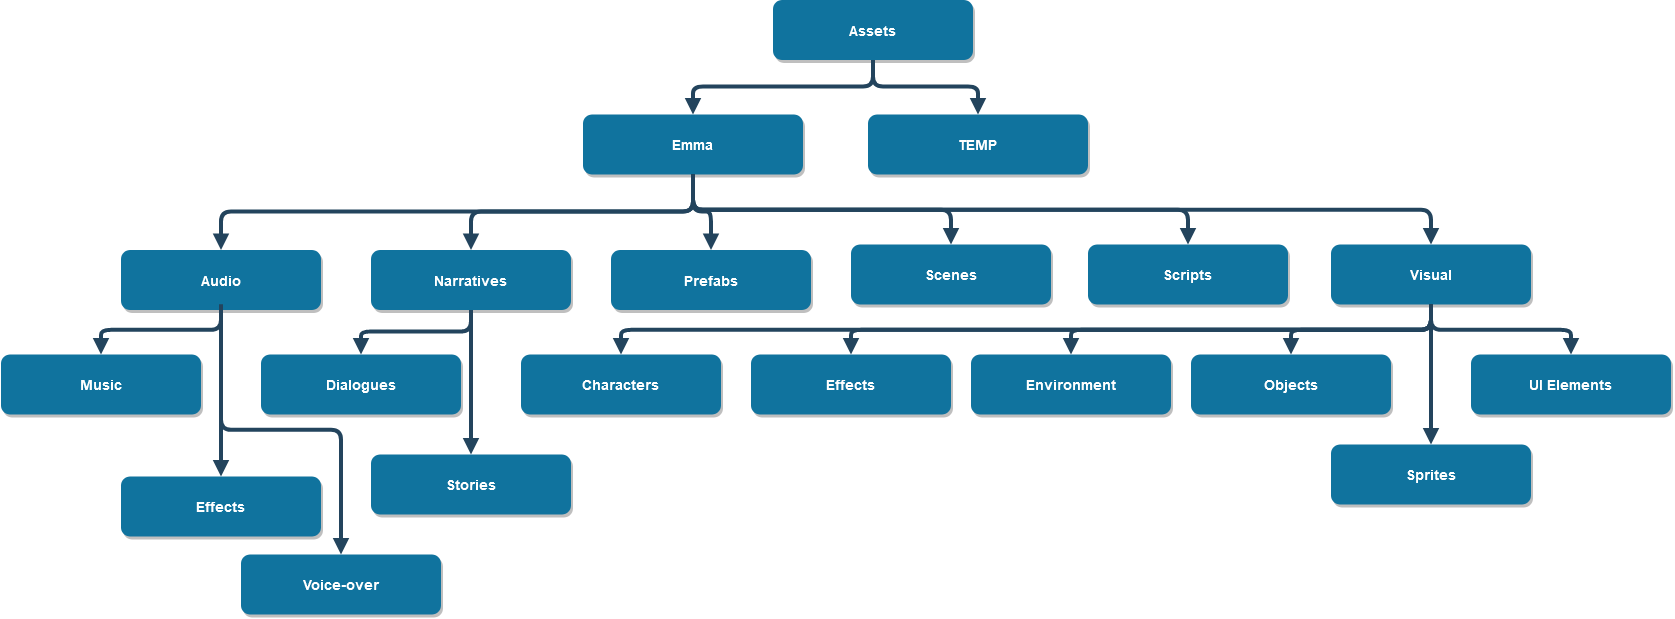 Assets
Emma
TEMP
Audio
Narratives
Prefabs
Scenes
Scripts
Visual
Music
Dialogues
Characters
Effects
Environment
Objects
UI Elements
Stories
Sprites
Effects
Voice-over